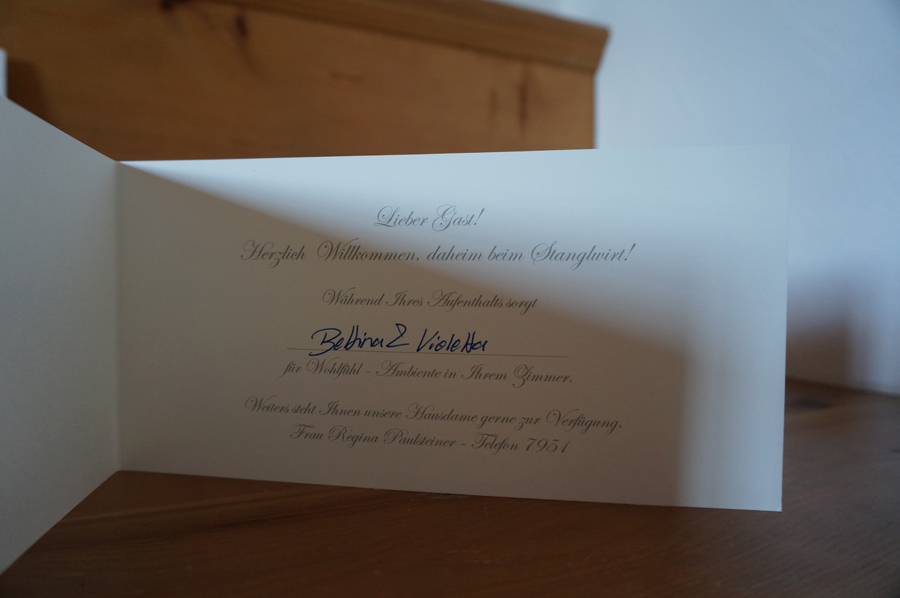 Lieber Gast!
Herzlich Willkommen, daheim beim Stanglwirt!
Während Ihres Aufenthalts sorgt
Bettina & Violetta
für Wohlfühl - Ambiente in Ihrem Zimmer.
Weiters steht Ihnen unsere Hausdame gerne zur Verfügung.
Frau Regina Paulsteiner - Telefon 7951